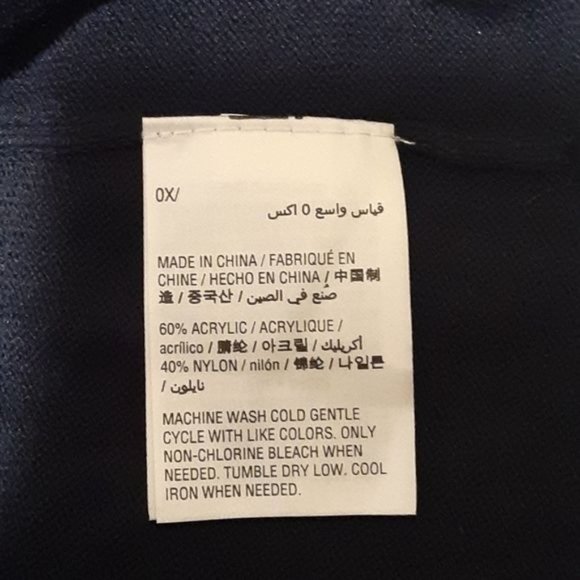 0X/
قياس واسع 0 اكس
MADE IN CHINA / FABRIQUÉ EN
CHINE / HECHO EN CHINA / 中国制
造 / 중국산 / صُنع في الصين
60% ACRYLIC / ACRYLIQUE /
acrílico / 腈纶 / 아크릴 / أكريليك
40% NYLON / nilón / 锦纶 / 나일론
/ نايلون
MACHINE WASH COLD GENTLE
CYCLE WITH LIKE COLORS. ONLY
NON-CHLORINE BLEACH WHEN
NEEDED. TUMBLE DRY LOW. COOL
IRON WHEN NEEDED.